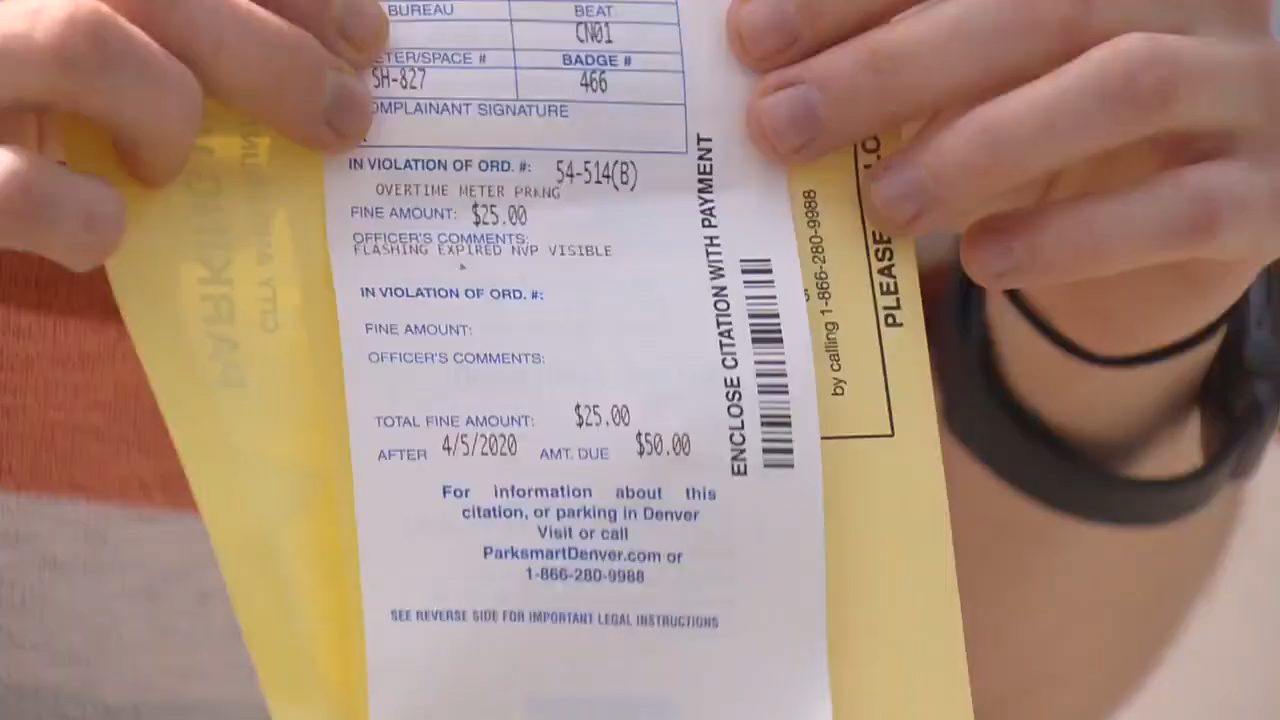 BUREAU
BEAT
CN01
ETER/SPACE #
BADGE #
SH-827
466
OMPLAINANT SIGNATURE
IN VIOLATION OF ORD. #: 54-514(B)
OVERTIME METER PRKNG
FINE AMOUNT: $25.00
OFFICER'S COMMENTS:
FLASHING EXPIRED NVP VISIBLE
IN VIOLATION OF ORD. #:
FINE AMOUNT:
OFFICER'S COMMENTS:
TOTAL FINE AMOUNT: $25.00
AFTER 4/5/2020 AMT. DUE $50.00
For information about this
citation, or parking in Denver
Visit or call
ParksmartDenver.com or
1-866-280-9988
SEE REVERSE SIDE FOR IMPORTANT LEGAL INSTRUCTIONS
ENCLOSE CITATION WITH PAYMENT
by calling 1-866-280-9988
PLEASE